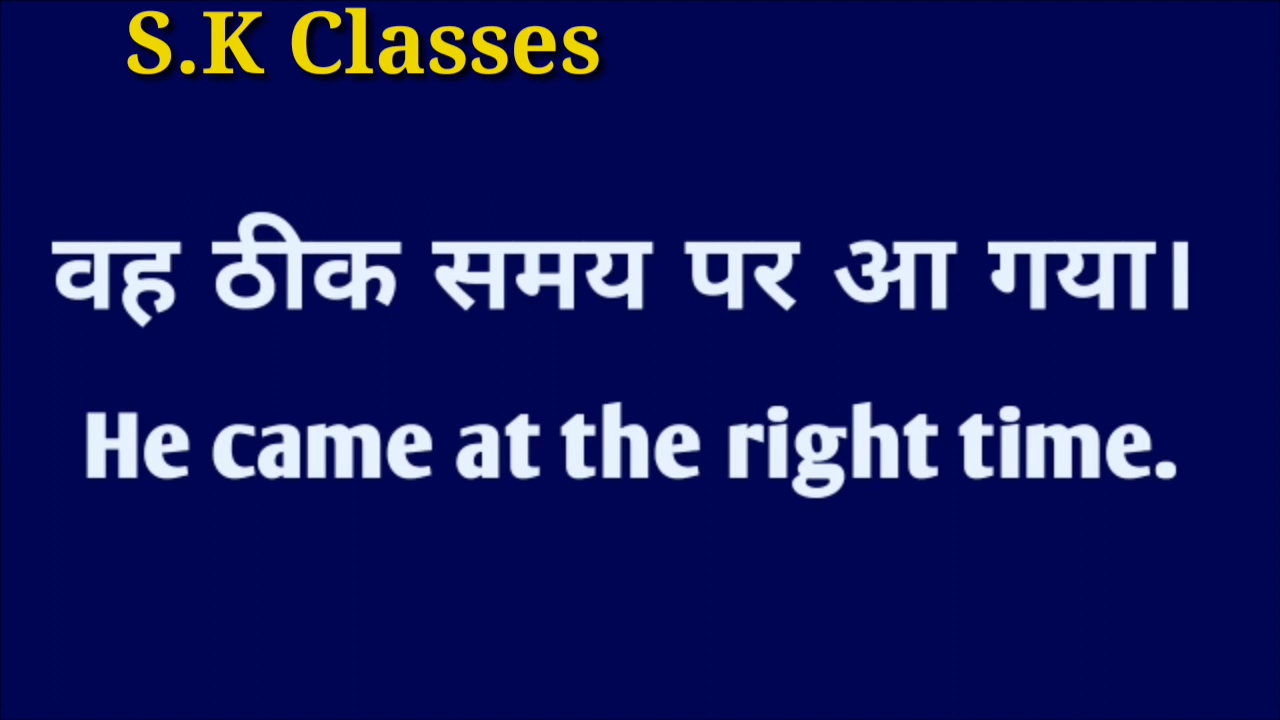 S.K Classes
वह ठीक समय पर आ गया।
He came at the right time.